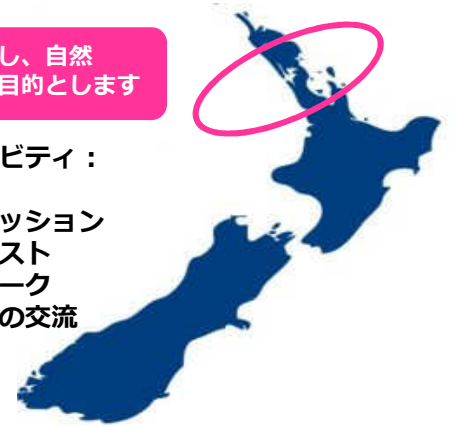 し、自然
目的とします
ビティ：
ッション
スト
ーク
の交流